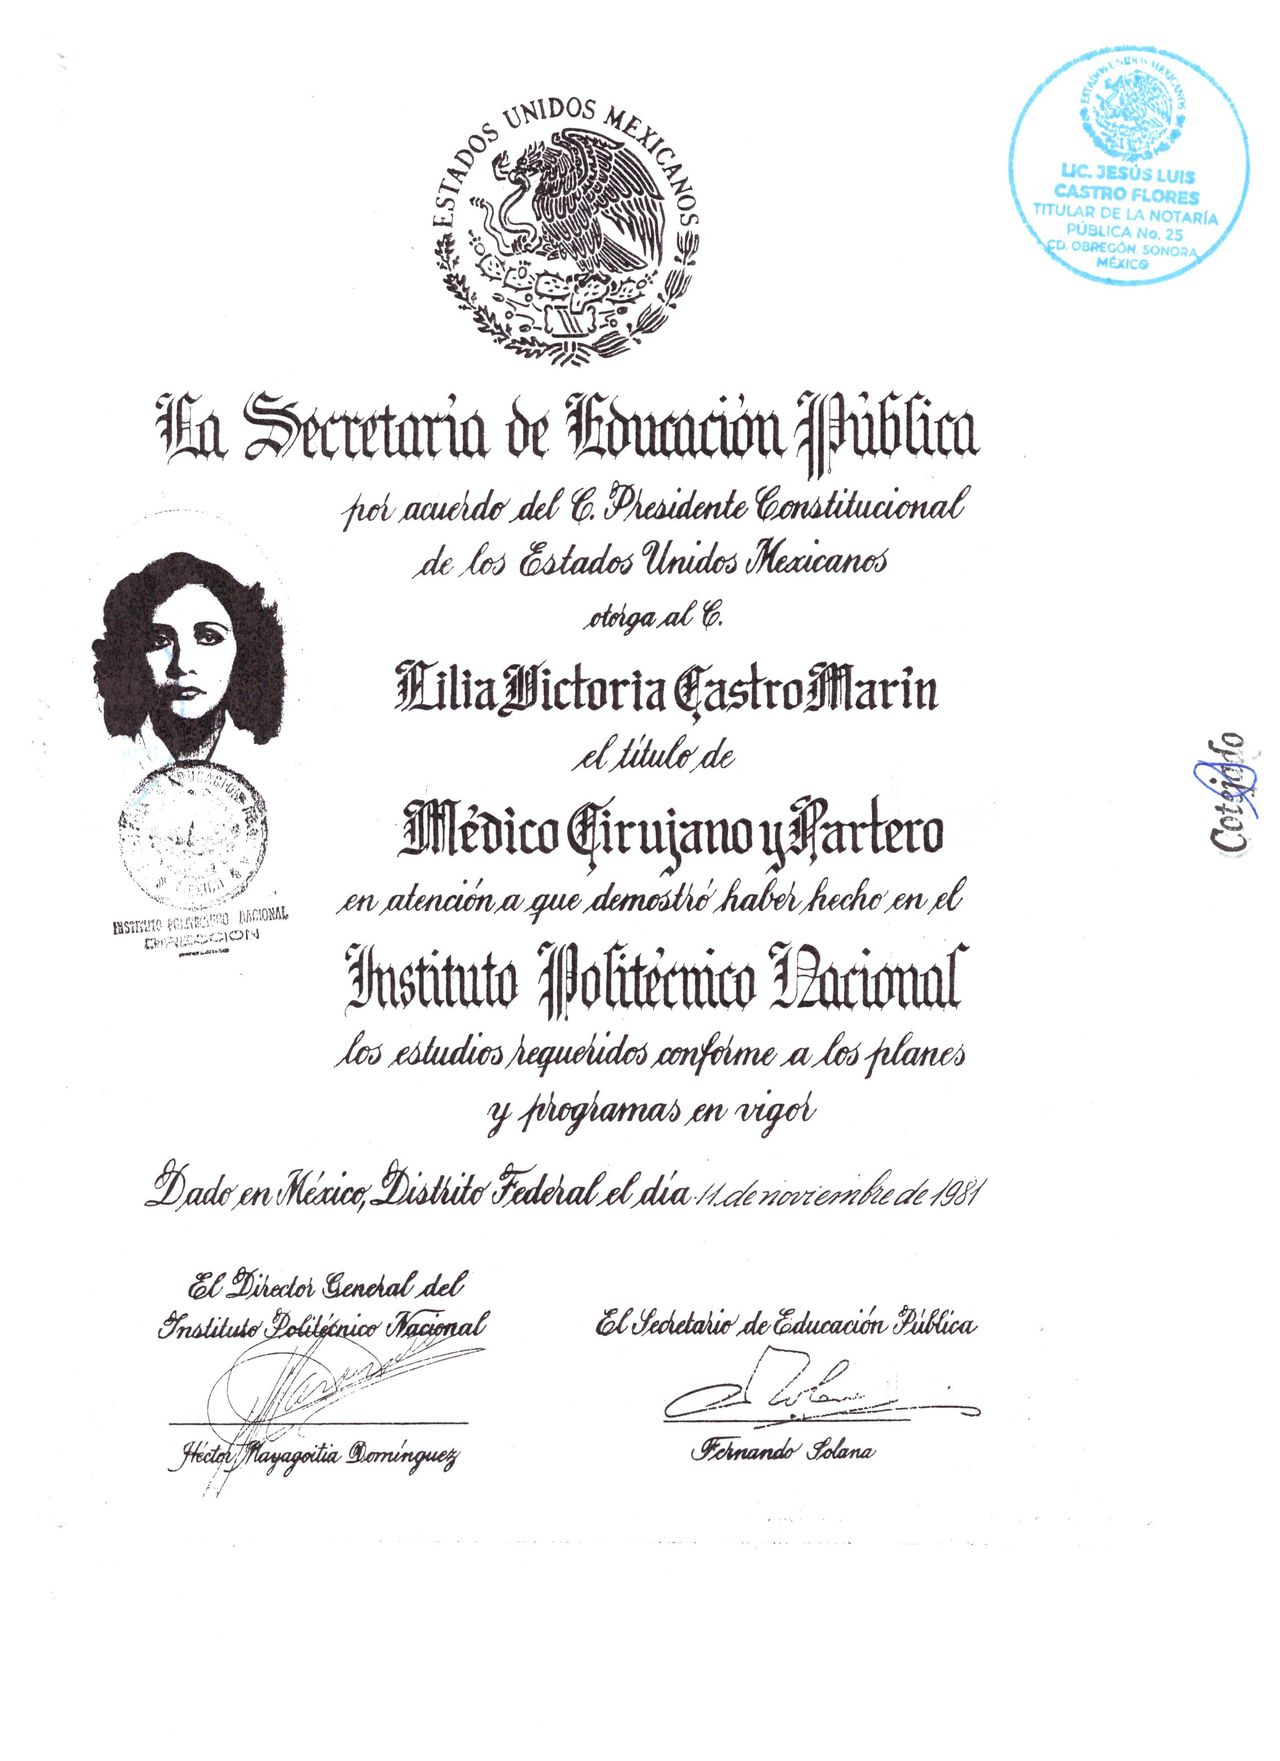 ESTADOS UNIDOS MEXICANOS
ESTADOS UNIDOS MEXICANOS
LIC. JESÚS LUIS
CASTRO FLORES
TITULAR DE LA NOTARÍA
PÚBLICA No. 25
CD. OBREGÓN, SONORA
MÉXICO
La Secretaría de Educación Pública
por acuerdo del C. Presidente Constitucional
de los Estados Unidos Mexicanos
otorga al C.
Lilia Victoria Castro Marín
el título de
Médico Cirujano y Partero
en atención a que demostró haber hecho en el
Instituto Politécnico Nacional
los estudios requeridos conforme a los planes
y programas en vigor
Dado en México, Distrito Federal el día 11 de noviembre de 1981
INSTITUTO POLITECNICO NACIONAL
DIRECCION
Cotejado
El Director General del
Instituto Politécnico Nacional
Héctor Mayagoitia Domínguez
El Secretario de Educación Pública
Fernando Solana